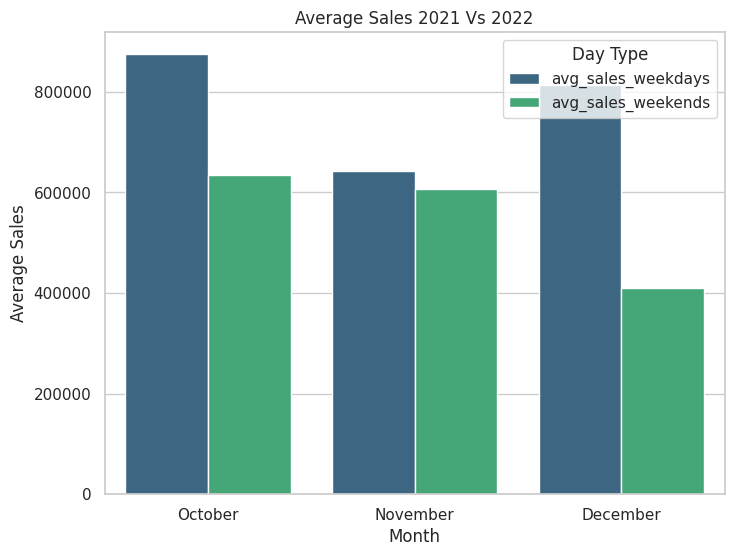 Average Sales 2021 Vs 2022
Day Type
avg_sales_weekdays
avg_sales_weekends
Average Sales
800000
600000
400000
200000
0
October
November
December
Month